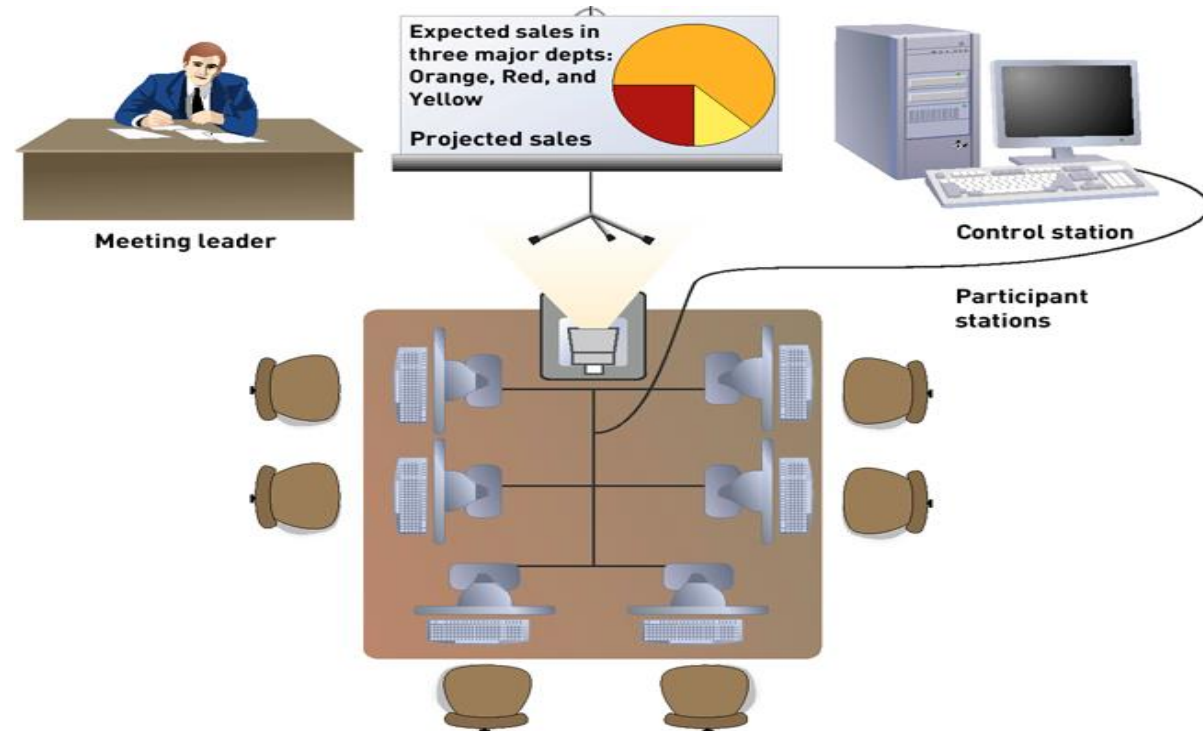 Expected sales in
three major depts:
Orange, Red, and
Yellow
Projected sales
Meeting leader
Control station
Participant
stations